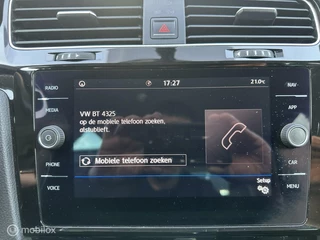 17:27
21.0°C
RADIO
MEDIA
PHONE
VOICE
VW BT 4325
op de mobiele telefoon zoeken,
alstublieft.
Mobiele telefoon zoeken
Setup
NAV
APP
CAR
MENU
mobylox